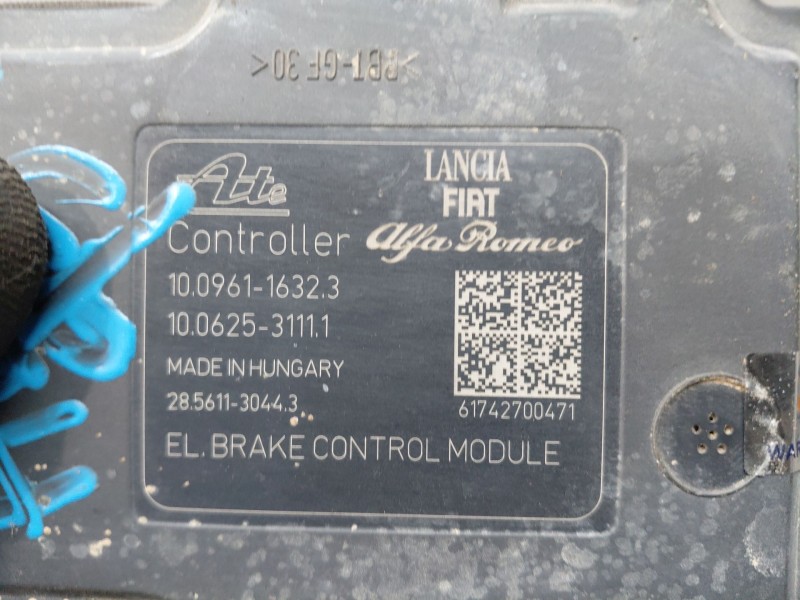 >PBT-GF 30<
Ate
LANCIA
FIAT
Alfa Romeo
Controller
10.0961-1632.3
10.0625-3111.1
MADE IN HUNGARY
28.5611-3044.3
61742700471
EL. BRAKE CONTROL MODULE